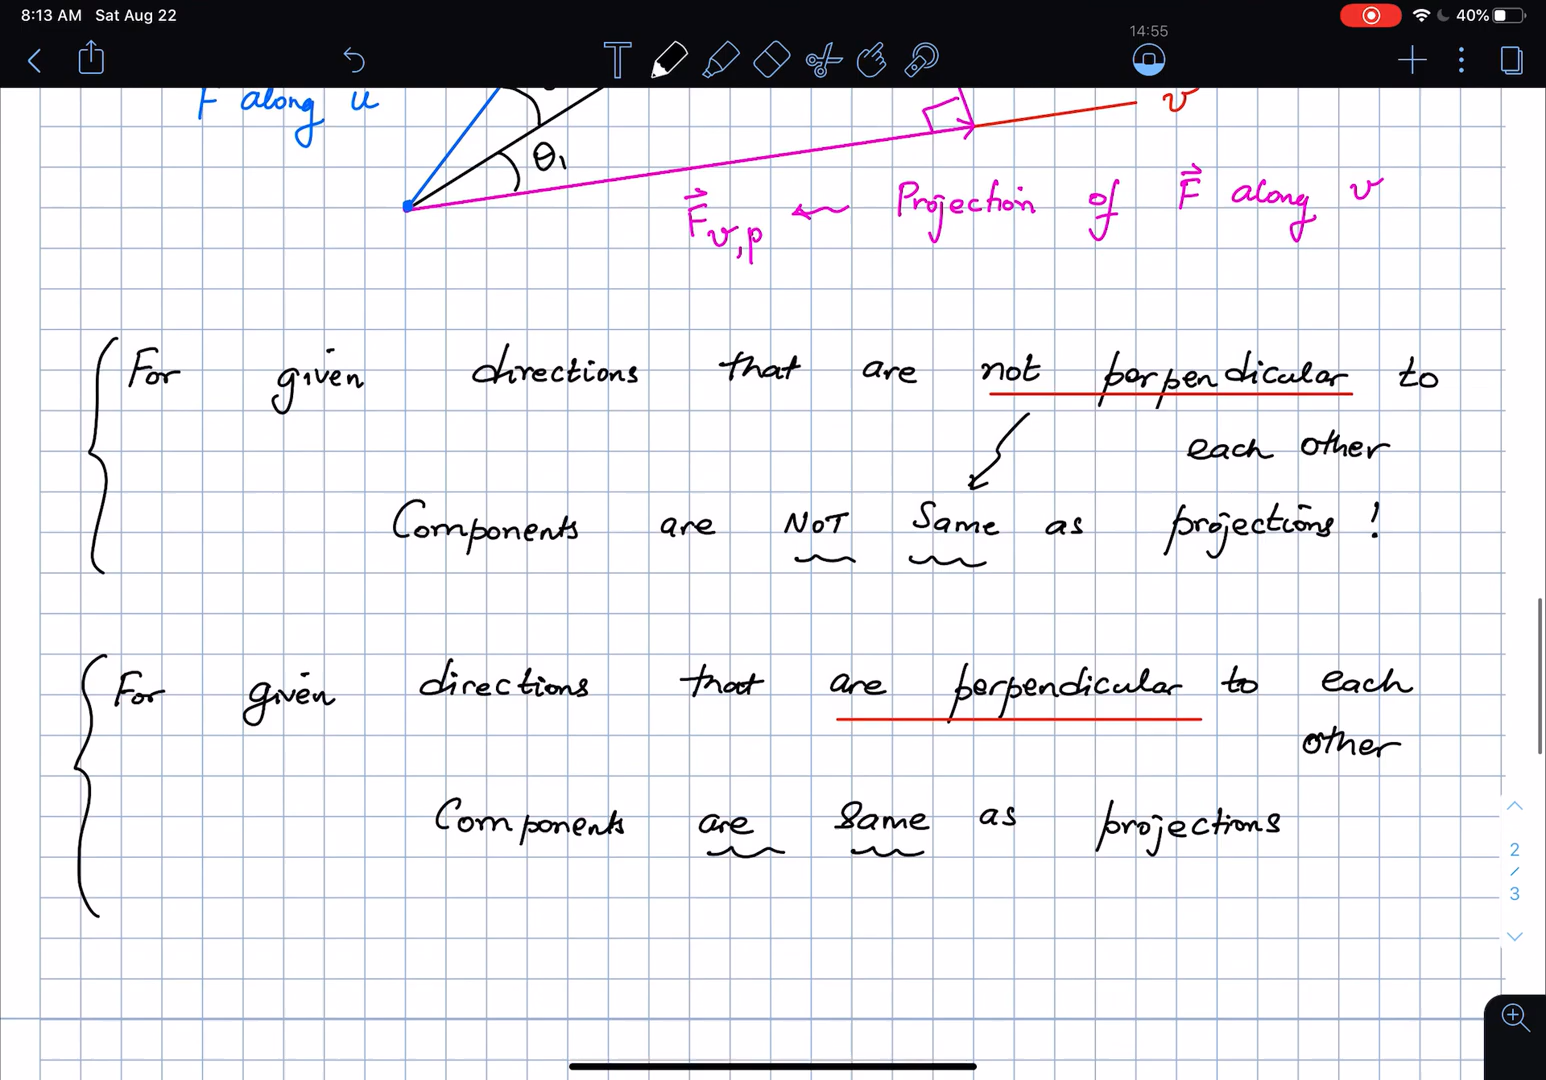 8:13 AM Sat Aug 22
40%
14:55
T
F along u
v
θ₁
F⃗v,p ← Projection of F⃗ along v
For given directions that are not perpendicular to
each other
Components are NOT Same as projections !
For given directions that are perpendicular to each
other
Components are same as projections
2
/
3